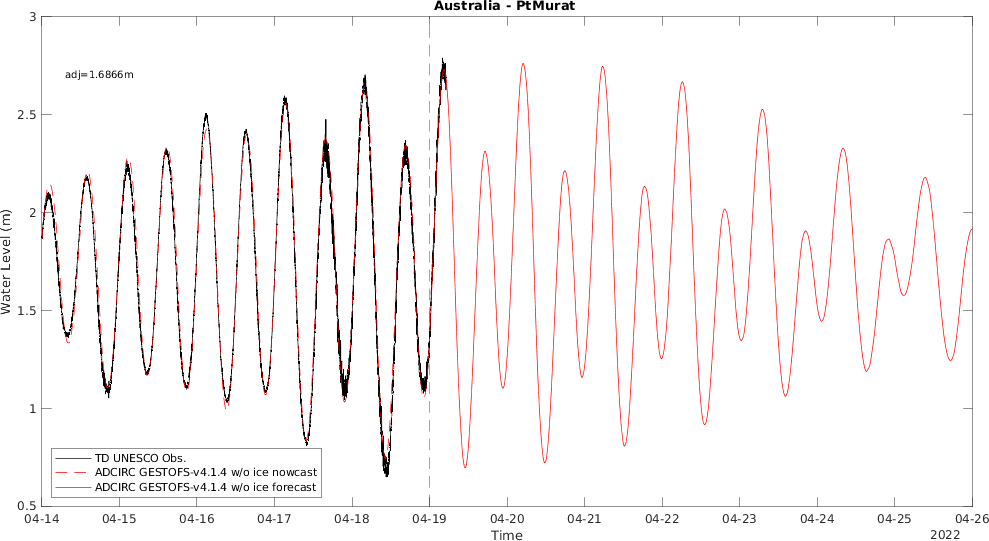 Australia - PtMurat
adj=1.6866m
Water Level (m)
3
2.5
2
1.5
1
0.5
TD UNESCO Obs.
ADCIRC GESTOFS-v4.1.4 w/o ice nowcast
ADCIRC GESTOFS-v4.1.4 w/o ice forecast
04-14 04-15 04-16 04-17 04-18 04-19 04-20 04-21 04-22 04-23 04-24 04-25 04-26
Time
2022